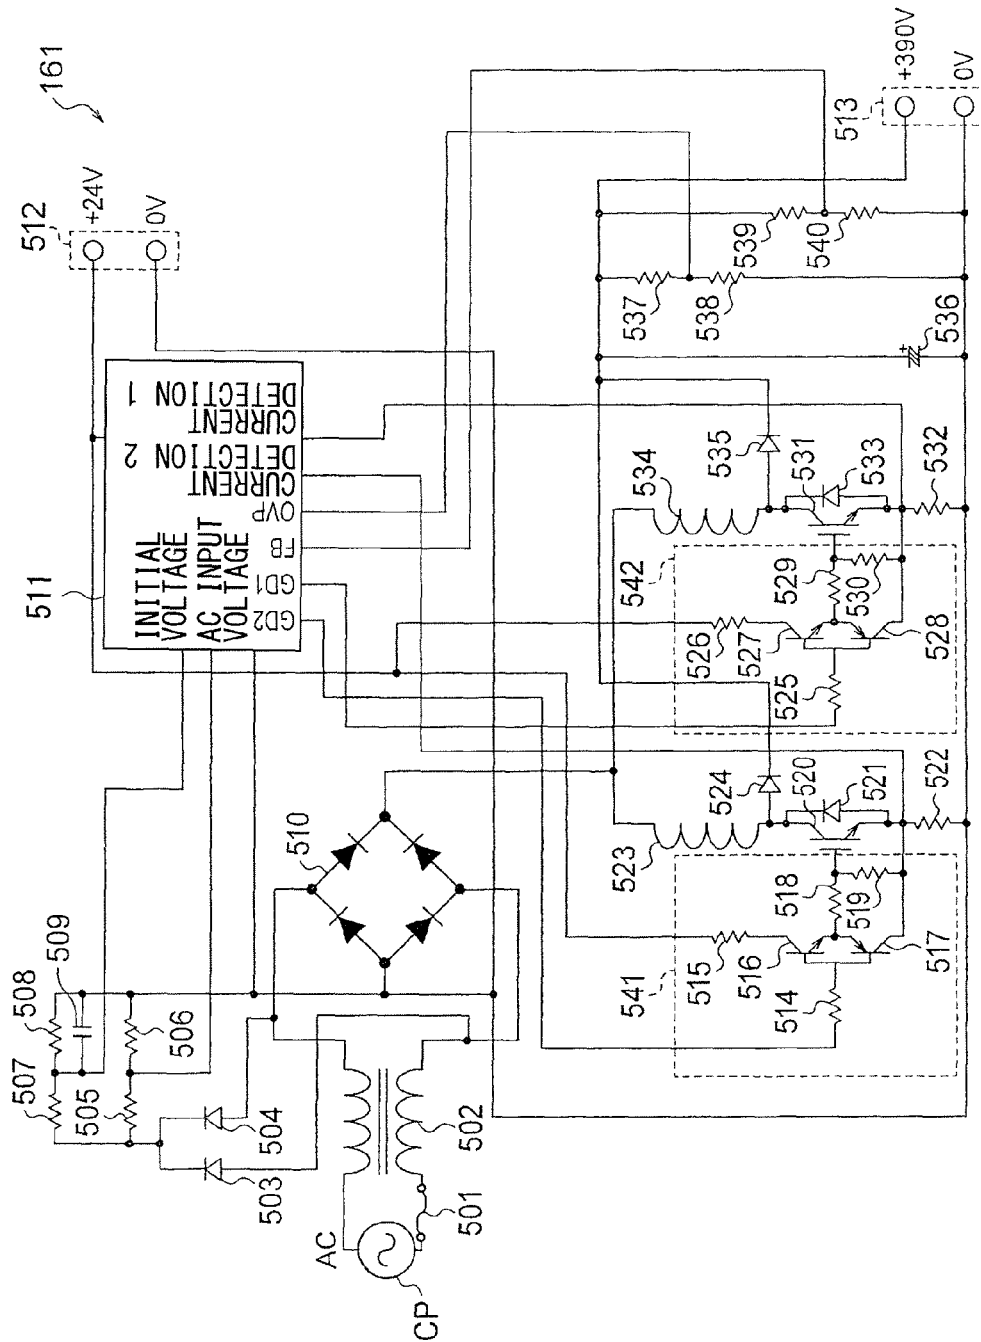 161
512
+24V
0V
511
INITIAL
VOLTAGE
AC INPUT
VOLTAGE
GD2
GD1
FB
OVP
CURRENT
DETECTION 2
CURRENT
DETECTION 1
507
508
509
505
506
504
503
510
AC
CP
501
502
513
+390V
0V
539
540
537
538
536
534
535
531
533
532
542
529
530
526
527
525
528
523
524
520
521
522
541
518
519
515
516
514
517